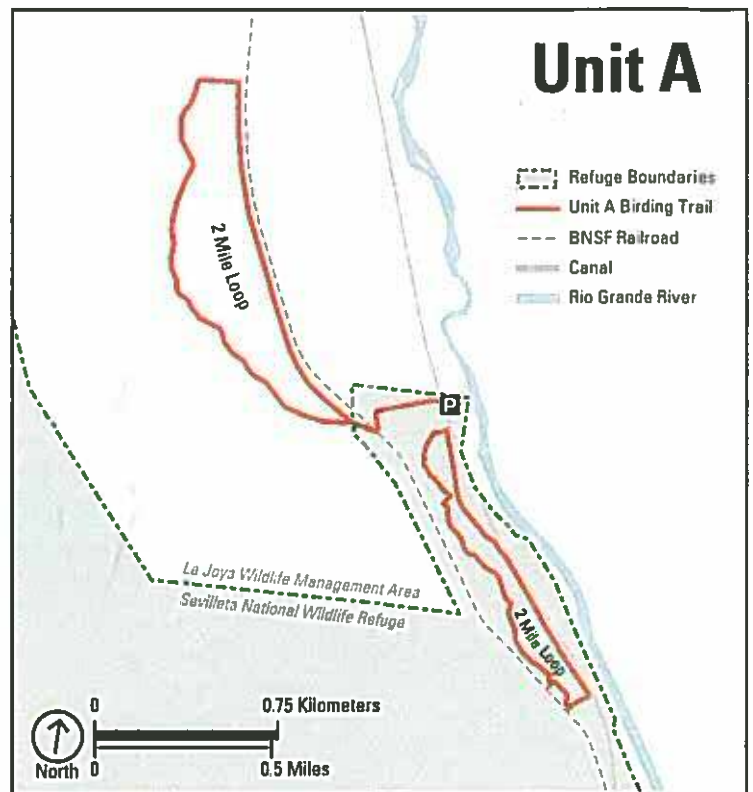 Unit A
Refuge Boundaries
Unit A Birding Trail
BNSF Railroad
Canal
Rio Grande River
2 Mile Loop
P
2 Mile Loop
La Joya Wildlife Management Area
Sevilleta National Wildlife Refuge
0 0.75 Kilometers
North 0 0.5 Miles